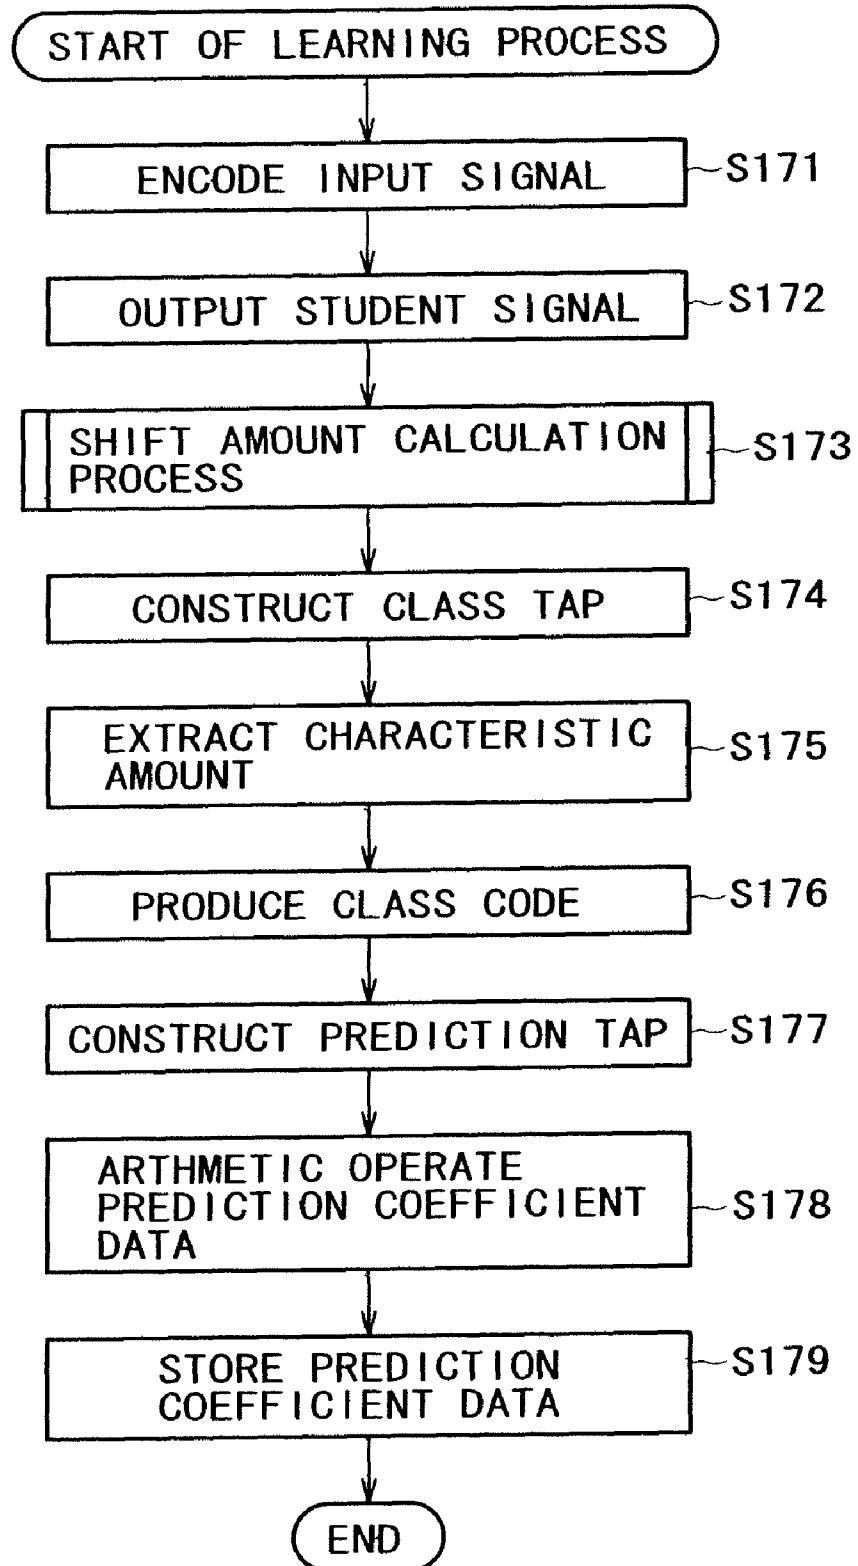 START OF LEARNING PROCESS
ENCODE INPUT SIGNAL
S171
OUTPUT STUDENT SIGNAL
S172
SHIFT AMOUNT CALCULATION
PROCESS
S173
CONSTRUCT CLASS TAP
S174
EXTRACT CHARACTERISTIC
AMOUNT
S175
PRODUCE CLASS CODE
S176
CONSTRUCT PREDICTION TAP
S177
ARTHMETIC OPERATE
PREDICTION COEFFICIENT
DATA
S178
STORE PREDICTION
COEFFICIENT DATA
S179
END